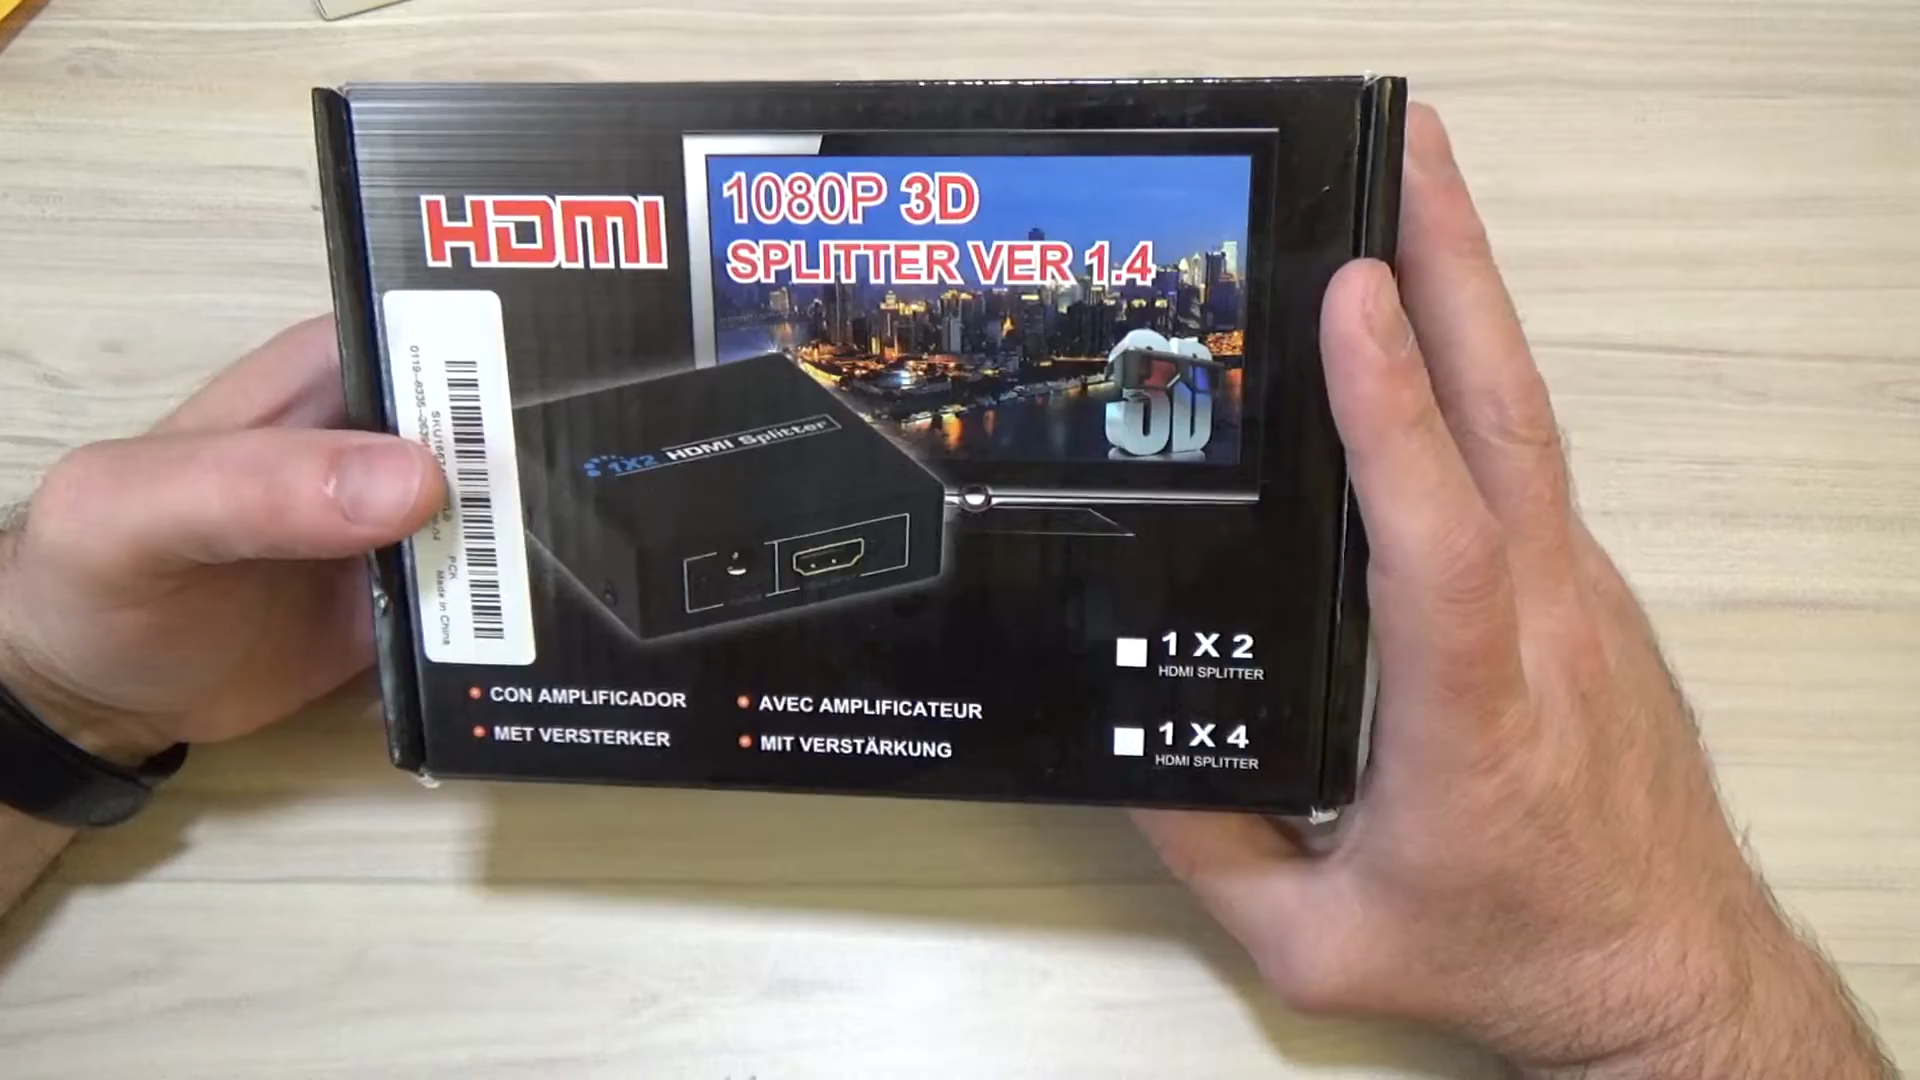 HDMI
1080P 3D
SPLITTER VER 1.4
3D
1X2 HDMI Splitter
PCK
Made in China
1 X 2
HDMI SPLITTER
1 X 4
HDMI SPLITTER
CON AMPLIFICADOR
AVEC AMPLIFICATEUR
MET VERSTERKER
MIT VERSTÄRKUNG